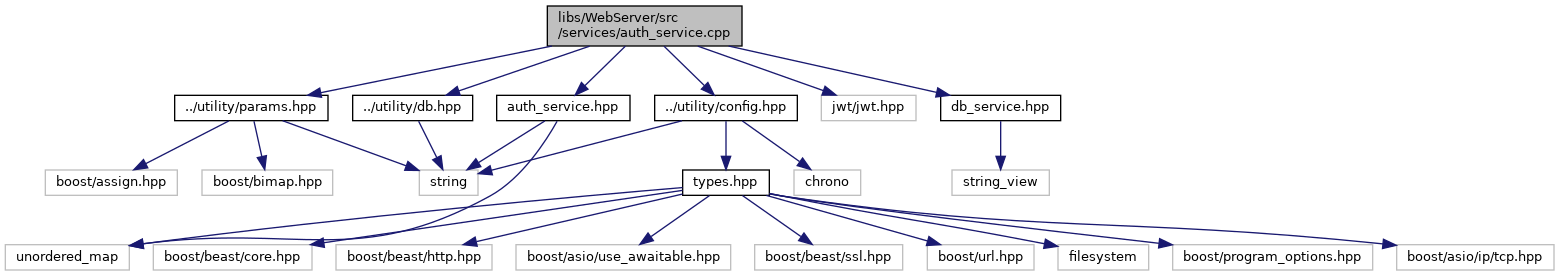 libs/WebServer/src
/services/auth_service.cpp
../utility/params.hpp
../utility/db.hpp
auth_service.hpp
../utility/config.hpp
jwt/jwt.hpp
db_service.hpp
boost/assign.hpp
boost/bimap.hpp
string
types.hpp
chrono
string_view
unordered_map
boost/beast/core.hpp
boost/beast/http.hpp
boost/asio/use_awaitable.hpp
boost/beast/ssl.hpp
boost/url.hpp
filesystem
boost/program_options.hpp
boost/asio/ip/tcp.hpp